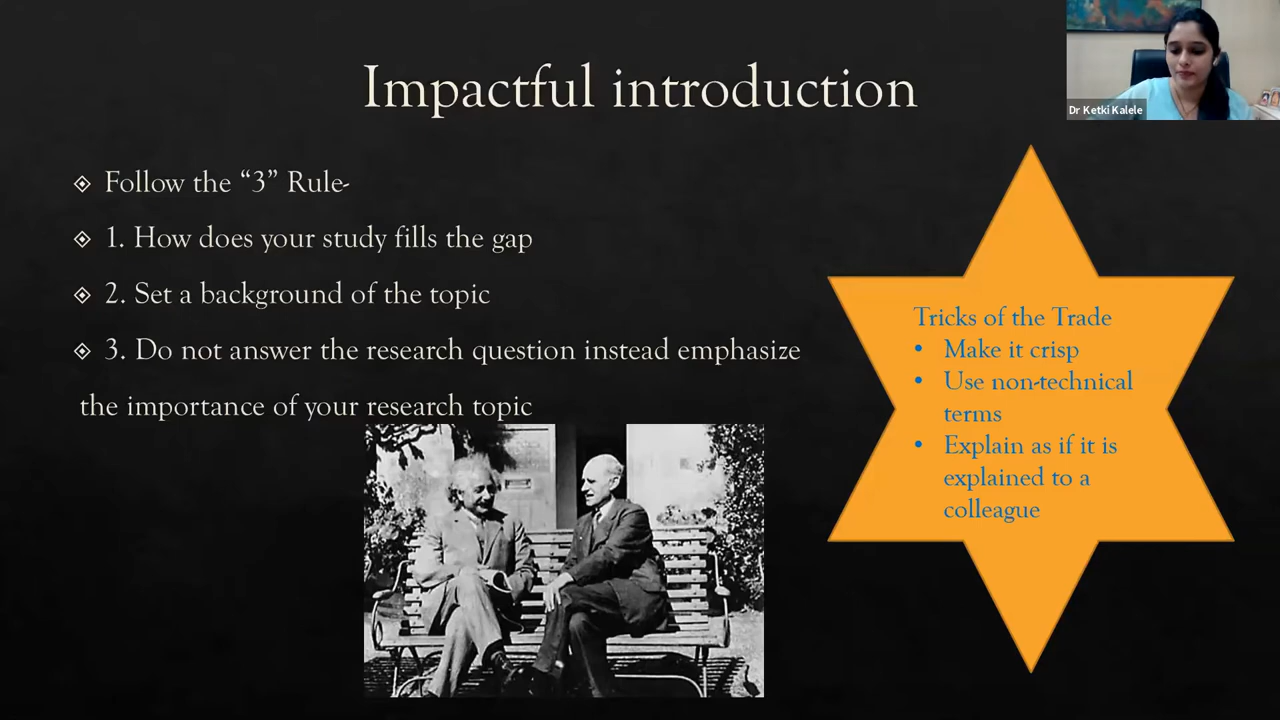 Impactful introduction
Dr Ketki Kalele
Follow the “3” Rule-
1. How does your study fills the gap
2. Set a background of the topic
3. Do not answer the research question instead emphasize
the importance of your research topic
Tricks of the Trade
• Make it crisp
• Use non-technical
terms
• Explain as if it is
explained to a
colleague